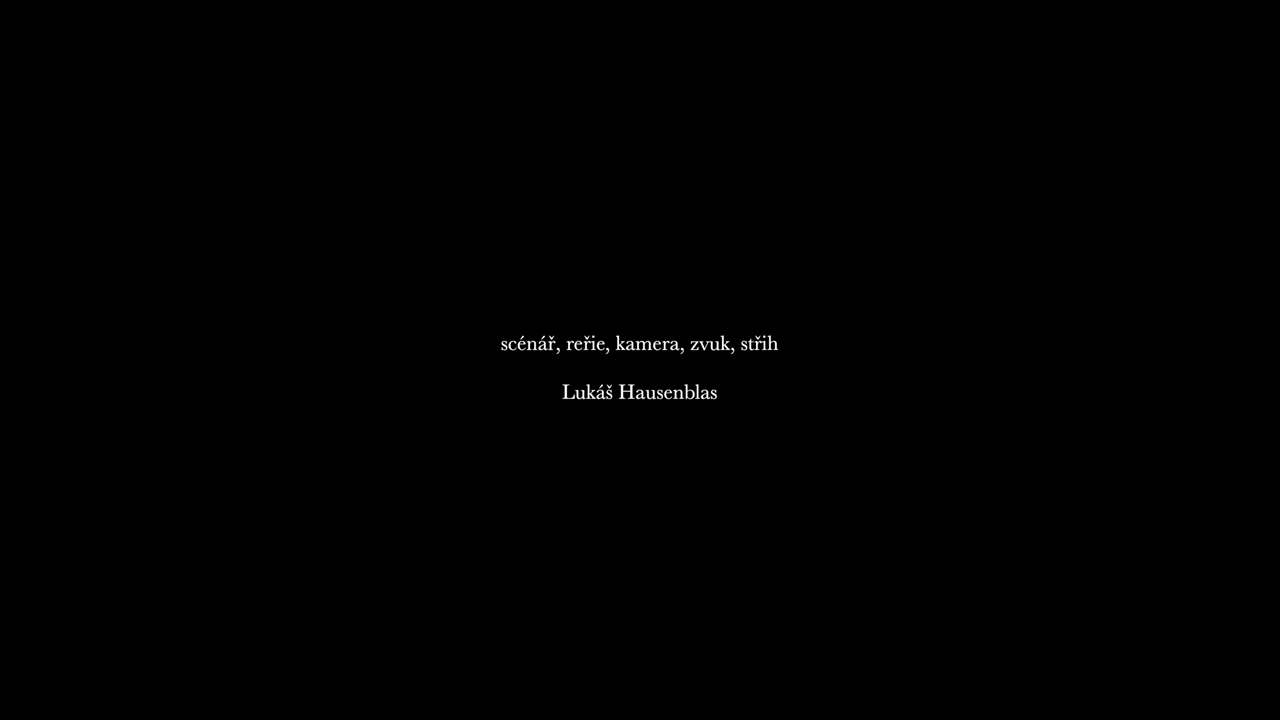 scénář, reřie, kamera, zvuk, střih
Lukáš Hausenblas